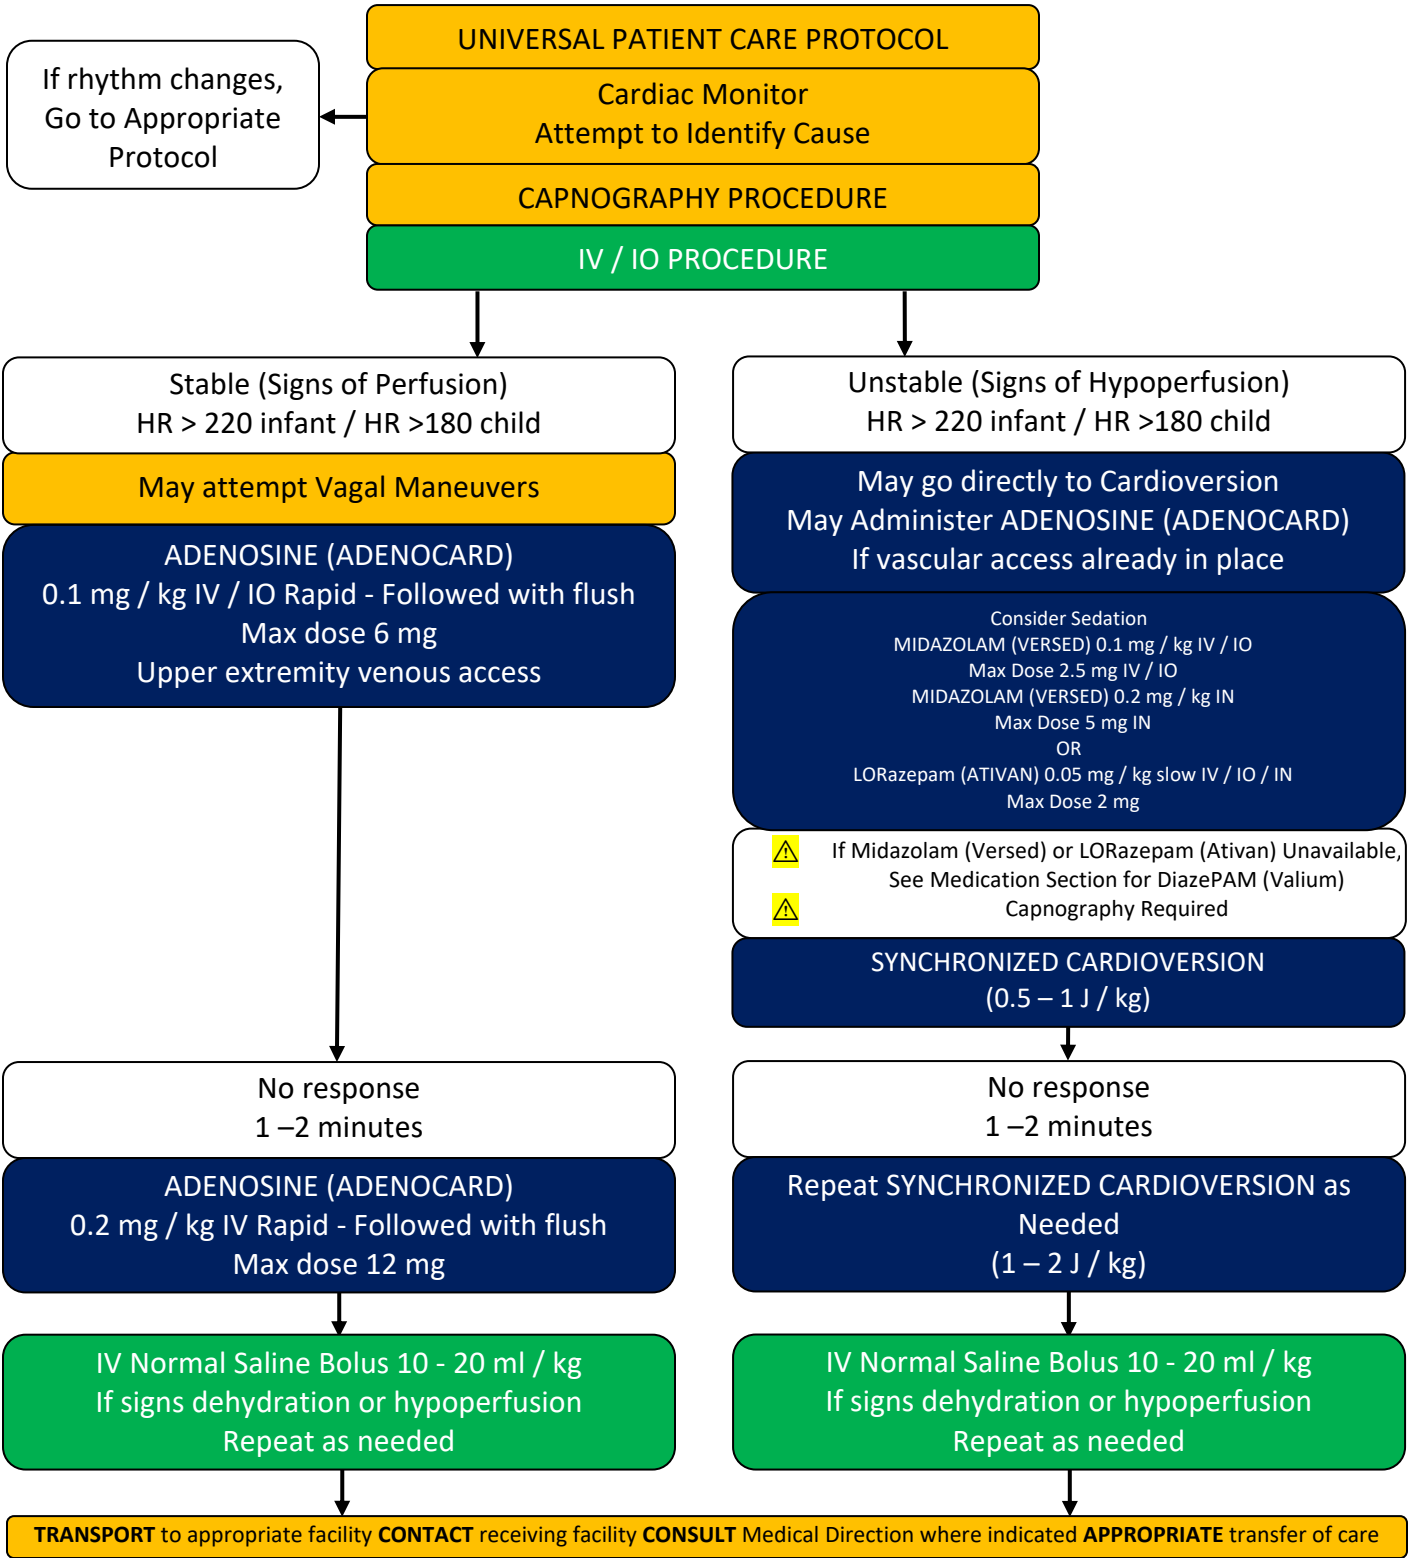 UNIVERSAL PATIENT CARE PROTOCOL
If rhythm changes,
Go to Appropriate
Protocol
Cardiac Monitor
Attempt to Identify Cause
CAPNOGRAPHY PROCEDURE
IV / IO PROCEDURE
Stable (Signs of Perfusion)
HR > 220 infant / HR >180 child
May attempt Vagal Maneuvers
ADENOSINE (ADENOCARD)
0.1 mg / kg IV / IO Rapid - Followed with flush
Max dose 6 mg
Upper extremity venous access
No response
1 –2 minutes
ADENOSINE (ADENOCARD)
0.2 mg / kg IV Rapid - Followed with flush
Max dose 12 mg
IV Normal Saline Bolus 10 - 20 ml / kg
If signs dehydration or hypoperfusion
Repeat as needed
Unstable (Signs of Hypoperfusion)
HR > 220 infant / HR >180 child
May go directly to Cardioversion
May Administer ADENOSINE (ADENOCARD)
If vascular access already in place
Consider Sedation
MIDAZOLAM (VERSED) 0.1 mg / kg IV / IO
Max Dose 2.5 mg IV / IO
MIDAZOLAM (VERSED) 0.2 mg / kg IN
Max Dose 5 mg IN
OR
LORazepam (ATIVAN) 0.05 mg / kg slow IV / IO / IN
Max Dose 2 mg
If Midazolam (Versed) or LORazepam (Ativan) Unavailable,
See Medication Section for DiazePAM (Valium)
Capnography Required
SYNCHRONIZED CARDIOVERSION
(0.5 – 1 J / kg)
No response
1 –2 minutes
Repeat SYNCHRONIZED CARDIOVERSION as
Needed
(1 – 2 J / kg)
IV Normal Saline Bolus 10 - 20 ml / kg
If signs dehydration or hypoperfusion
Repeat as needed
TRANSPORT to appropriate facility CONTACT receiving facility CONSULT Medical Direction where indicated APPROPRIATE transfer of care